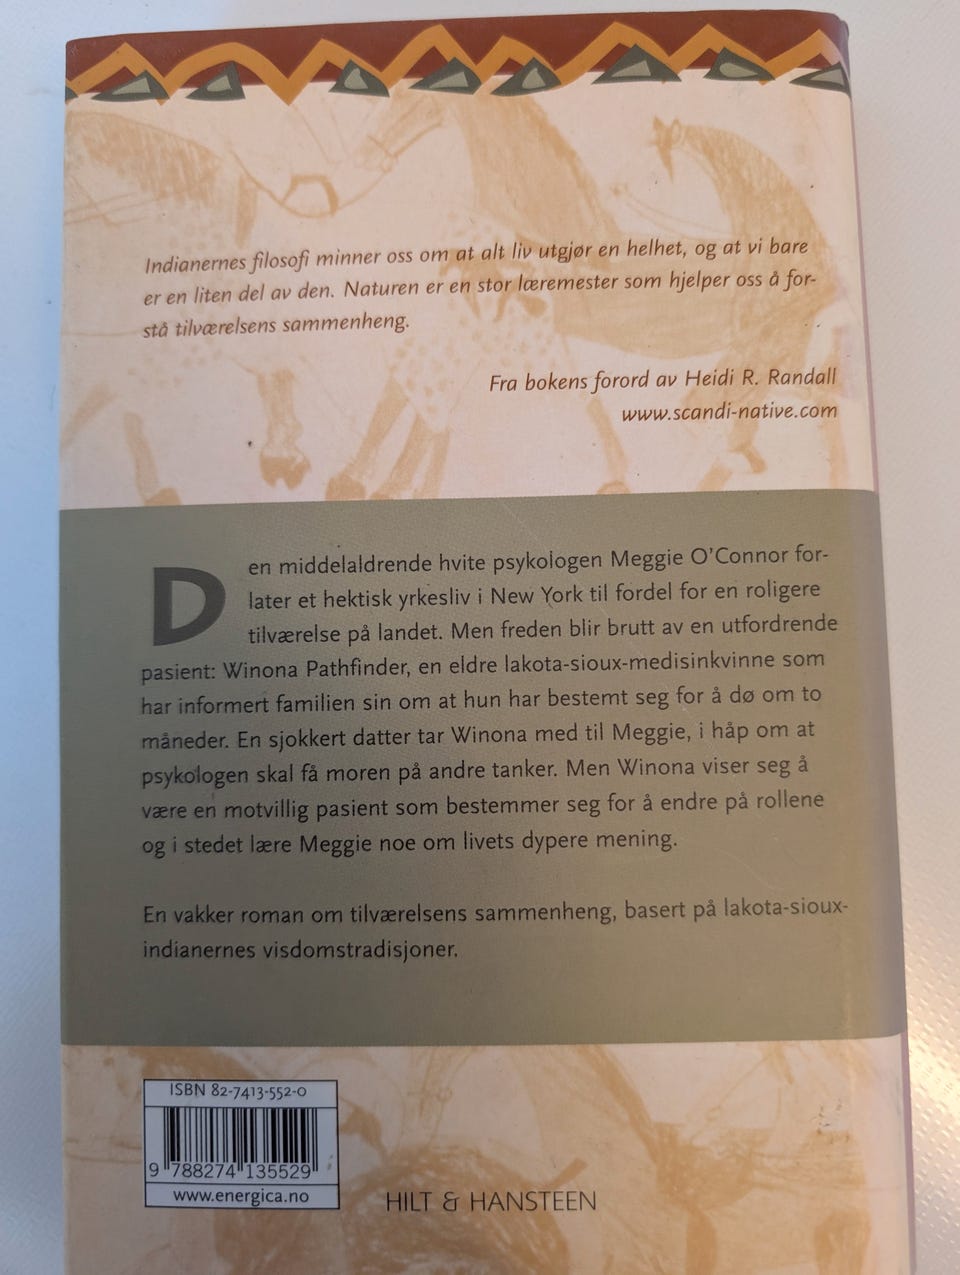 Indianernes filosofi minner oss om at alt liv utgjør en helhet, og at vi bare
er en liten del av den. Naturen er en stor læremester som hjelper oss å for-
stå tilværelsens sammenheng.
Fra bokens forord av Heidi R. Randall
www.scandi-native.com
Den middelaldrende hvite psykologen Meggie O'Connor for-
later et hektisk yrkesliv i New York til fordel for en roligere
tilværelse på landet. Men freden blir brutt av en utfordrende
pasient: Winona Pathfinder, en eldre lakota-sioux-medisinkvinne som
har informert familien sin om at hun har bestemt seg for å dø om to
måneder. En sjokkert datter tar Winona med til Meggie, i håp om at
psykologen skal få moren på andre tanker. Men Winona viser seg å
være en motvillig pasient som bestemmer seg for å endre på rollene
og i stedet lære Meggie noe om livets dypere mening.
En vakker roman om tilværelsens sammenheng, basert på lakota-sioux-
indianernes visdomstradisjoner.
ISBN 82-7413-552-0
9 788274 135529
www.energica.no
HILT & HANSTEEN